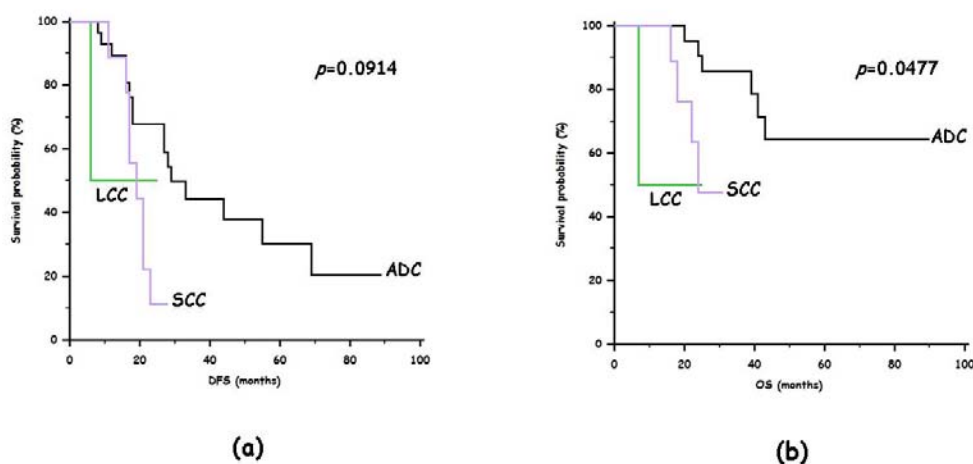 100
80
60
40
20
0
Survival probability (%)
p=0.0914
LCC
SCC
ADC
0 20 40 60 80 100
DFS (months)
(a)
100
80
60
40
20
0
Survival probability (%)
p=0.0477
ADC
LCC
SCC
0 20 40 60 80 100
OS (months)
(b)